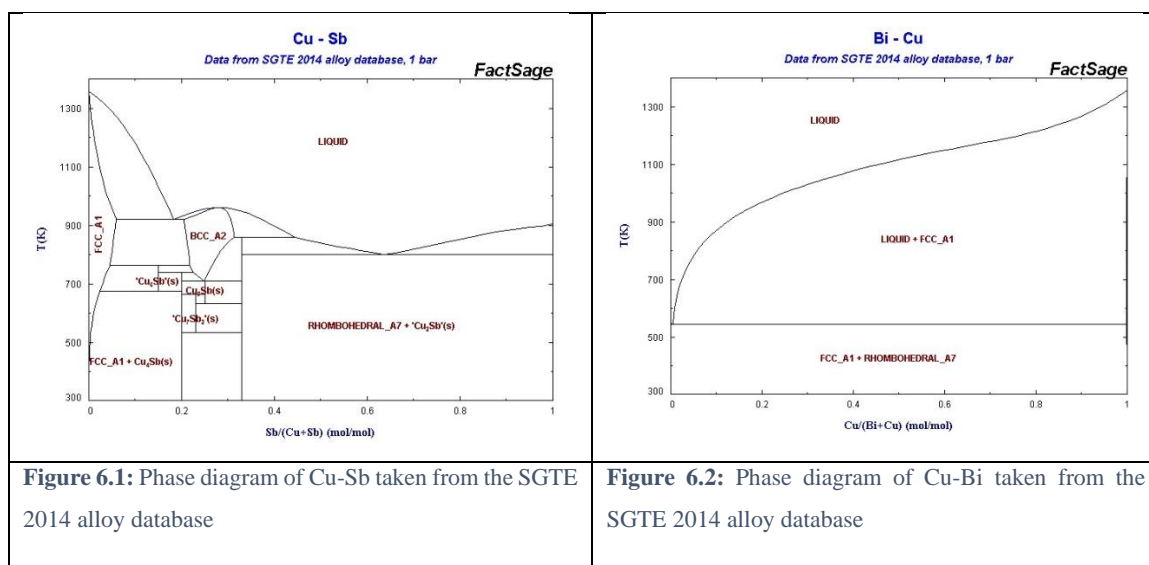 Cu - Sb
Data from SGTE 2014 alloy database, 1 bar
FactSage
1300
1100
900
700
500
300
T(K)
LIQUID
FCC_A1
BCC_A2
Cu₃Sb(s)
RHOMBOHEDRAL_A7 + 'Cu₂Sb'(s)
FCC_A1 + Cu₄Sb(s)
0
0.2
0.4
0.6
0.8
1
Sb/(Cu+Sb) (mol/mol)
Figure 6.1: Phase diagram of Cu-Sb taken from the SGTE
2014 alloy database
Bi - Cu
Data from SGTE 2014 alloy database, 1 bar
FactSage
1300
1100
900
700
500
300
T(K)
LIQUID
LIQUID + FCC_A1
FCC_A1 + RHOMBOHEDRAL_A7
0
0.2
0.4
0.6
0.8
1
Cu/(Bi+Cu) (mol/mol)
Figure 6.2: Phase diagram of Cu-Bi taken from the
SGTE 2014 alloy database